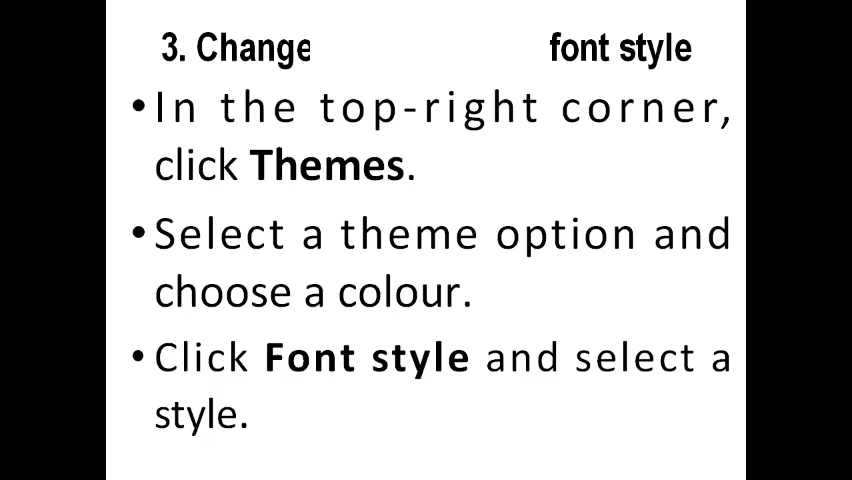 3. Change font style
•In the top-right corner,
click Themes.
•Select a theme option and
choose a colour.
•Click Font style and select a
style.